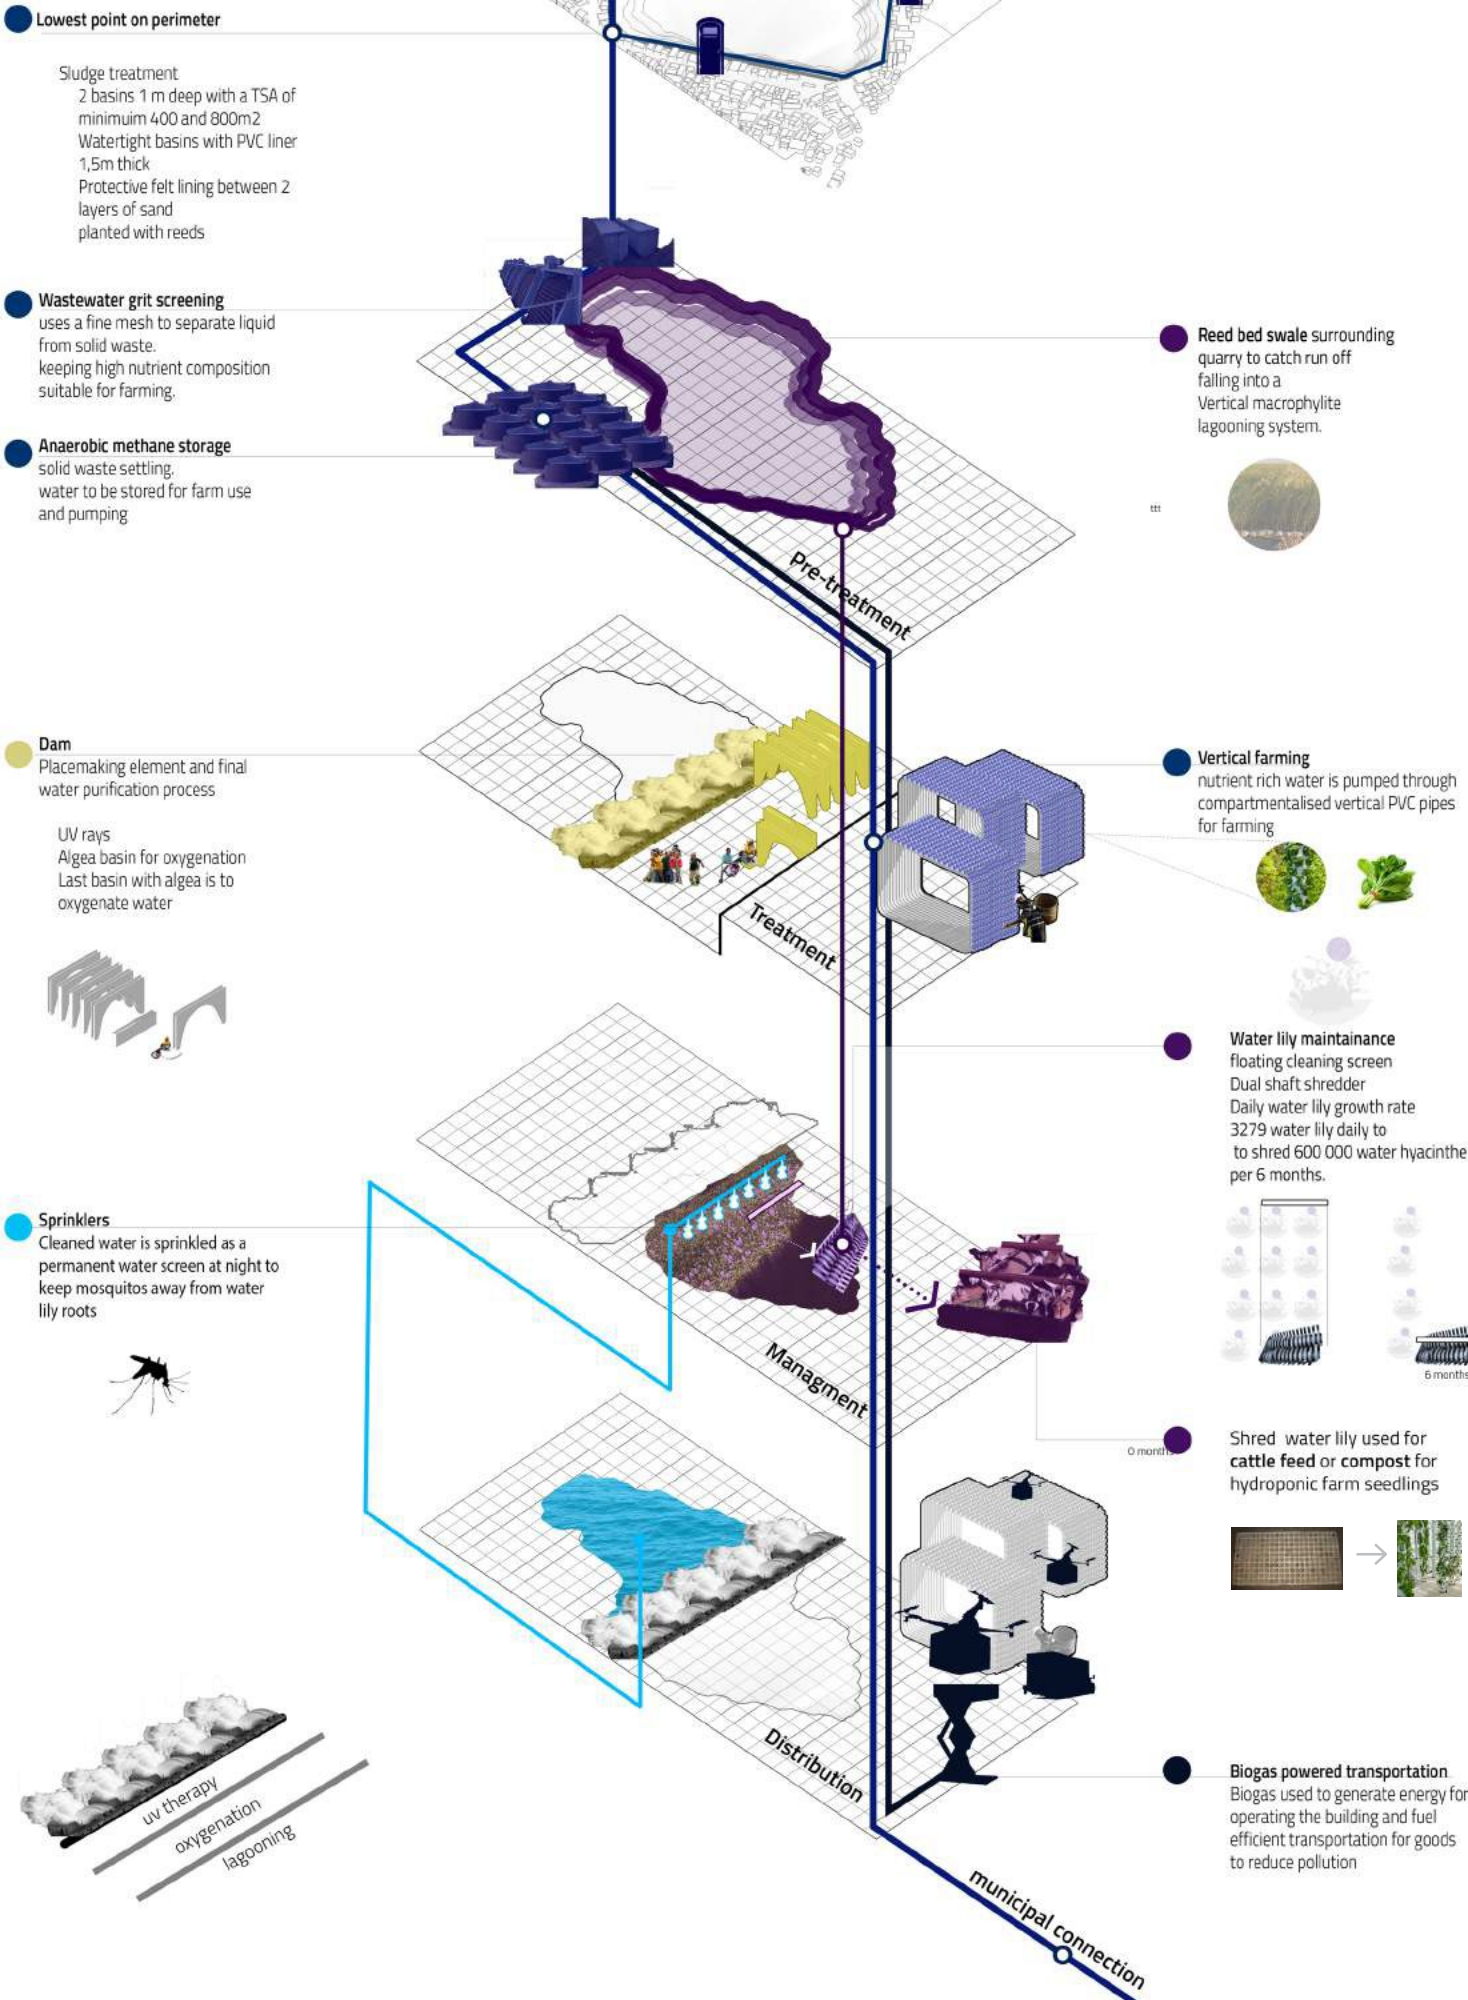 Lowest point on perimeter
Sludge treatment
2 basins 1 m deep with a TSA of
minimuim 400 and 800m2
Watertight basins with PVC liner
1,5m thick
Protective felt lining between 2
layers of sand
planted with reeds
Wastewater grit screening
uses a fine mesh to separate liquid
from solid waste.
keeping high nutrient composition
suitable for farming.
Anaerobic methane storage
solid waste settling.
water to be stored for farm use
and pumping
Reed bed swale surrounding
quarry to catch run off
falling into a
Vertical macrophylite
lagooning system.
ttt
Pre-treatment
Dam
Placemaking element and final
water purification process
UV rays
Algea basin for oxygenation
Last basin with algea is to
oxygenate water
Vertical farming
nutrient rich water is pumped through
compartmentalised vertical PVC pipes
for farming
Treatment
Water lily maintainance
floating cleaning screen
Dual shaft shredder
Daily water lily growth rate
3279 water lily daily to
to shred 600 000 water hyacinthe
per 6 months.
6 months
Sprinklers
Cleaned water is sprinkled as a
permanent water screen at night to
keep mosquitos away from water
lily roots
Managment
0 months
Shred water lily used for
cattle feed or compost for
hydroponic farm seedlings
Distribution
uv therapy
oxygenation
lagooning
Biogas powered transportation
Biogas used to generate energy for
operating the building and fuel
efficient transportation for goods
to reduce pollution
municipal connection